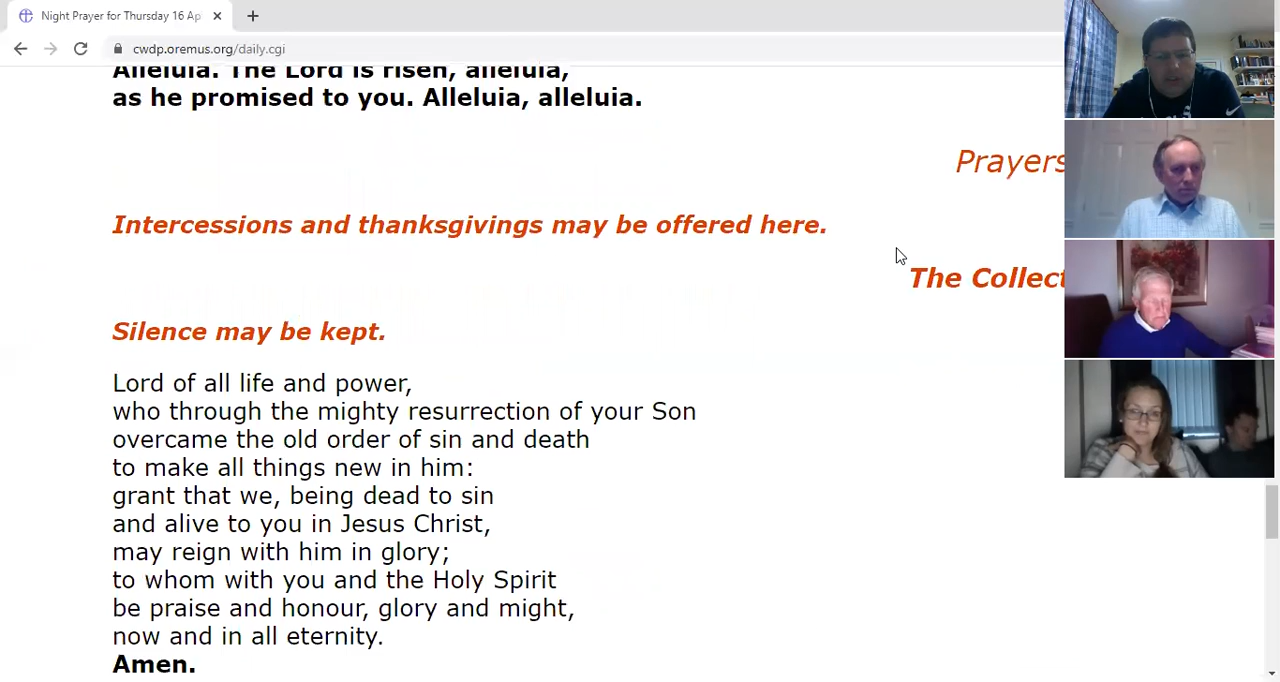 Night Prayer for Thursday 16 Ap
cwdp.oremus.org/daily.cgi
Alleluia. The Lord is risen, alleluia,
as he promised to you. Alleluia, alleluia.
Prayers
Intercessions and thanksgivings may be offered here.
The Collect
Silence may be kept.
Lord of all life and power,
who through the mighty resurrection of your Son
overcame the old order of sin and death
to make all things new in him:
grant that we, being dead to sin
and alive to you in Jesus Christ,
may reign with him in glory;
to whom with you and the Holy Spirit
be praise and honour, glory and might,
now and in all eternity.
Amen.